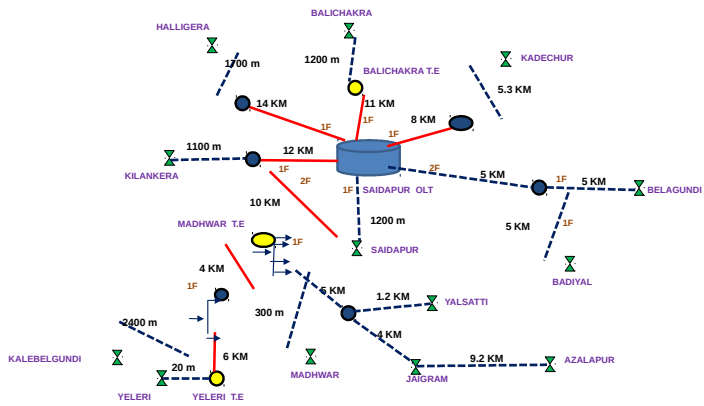 BALICHAKRA
HALLIGERA
1700 m
1200 m
BALICHAKRA T.E
KADECHUR
5.3 KM
14 KM
11 KM
8 KM
1F
1F
1F
1100 m
12 KM
KILANKERA
1F
2F
1F
SAIDAPUR OLT
2F
5 KM
1F
5 KM
BELAGUNDI
10 KM
1200 m
5 KM
1F
MADHWAR T.E
1F
SAIDAPUR
4 KM
BADIYAL
1F
5 KM
1.2 KM
YALSATTI
300 m
2400 m
4 KM
KALEBELGUNDI
6 KM
9.2 KM
AZALAPUR
20 m
MADHWAR
JAIGRAM
YELERI
YELERI T.E